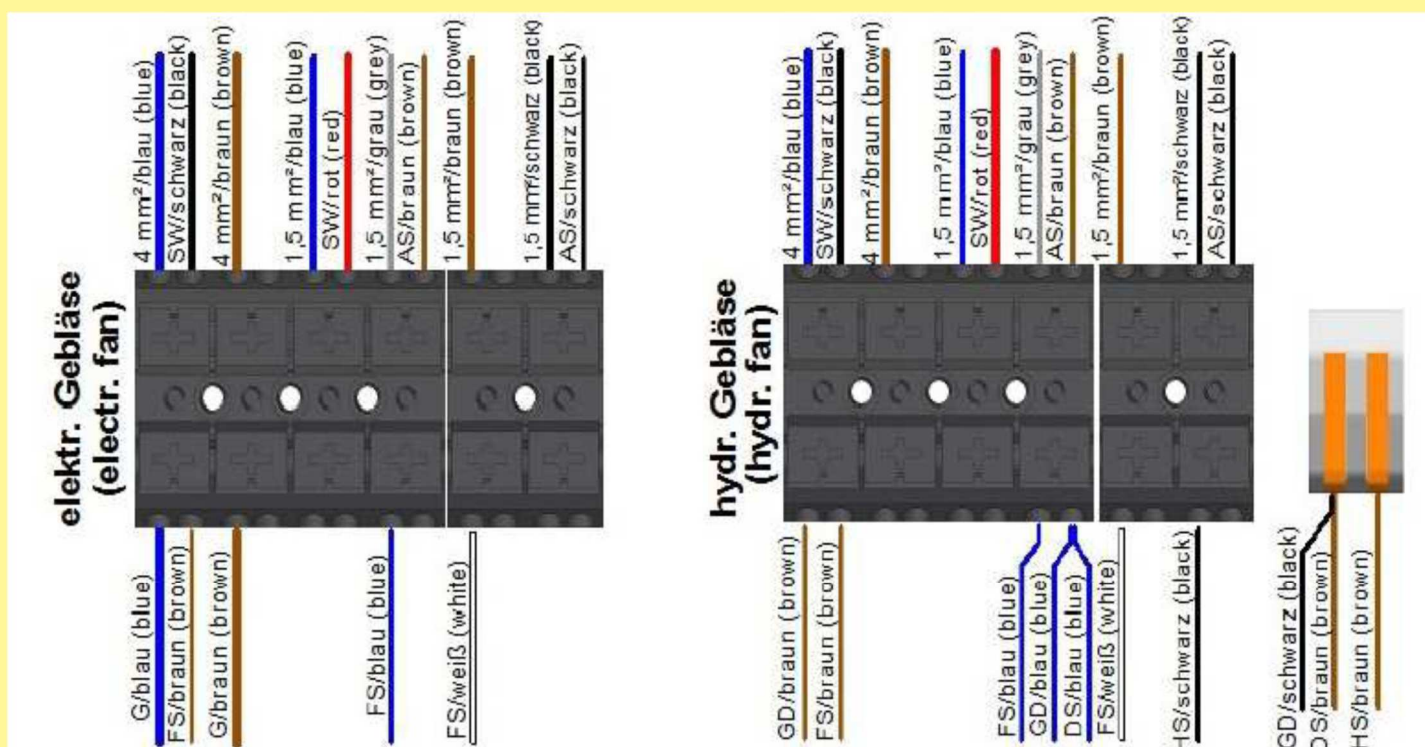 elektr. Gebläse
(electr. fan)
4 mm²/blau (blue)
SW/schwarz (black)
4 mm²/braun (brown)
1,5 mm²/blau (blue)
SW/rot (red)
1,5 mm²/grau (grey)
AS/braun (brown)
1,5 mm²/braun (brown)
1,5 mm²/schwarz (black)
AS/schwarz (black)
G/blau (blue)
FS/braun (brown)
G/braun (brown)
FS/blau (blue)
FS/weiß (white)
hydr. Gebläse
(hydr. fan)
4 mm²/blau (blue)
SW/schwarz (black)
4 mm²/braun (brown)
1,5 mm²/blau (blue)
SW/rot (red)
1,5 mm²/grau (grey)
AS/braun (brown)
1,5 mm²/braun (brown)
1,5 mm²/schwarz (black)
AS/schwarz (black)
GD/braun (brown)
FS/braun (brown)
FS/blau (blue)
GD/blau (blue)
DS/blau (blue)
FS/weiß (white)
HS/schwarz (black)
GD/schwarz (black)
DS/braun (brown)
HS/braun (brown)